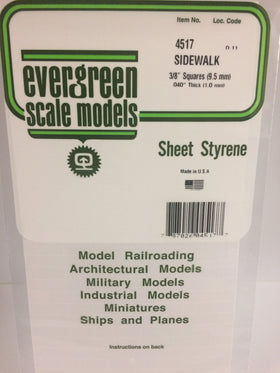 Item No. Loc. Code
4517 D 11
SIDEWALK
3/8" Squares (9.5 mm)
.040" Thick (1.0 mm)
evergreen
scale models
Sheet Styrene
Made in U.S.A
Model Railroading
Architectural Models
Military Models
Industrial Models
Miniatures
Ships and Planes
Instructions on back